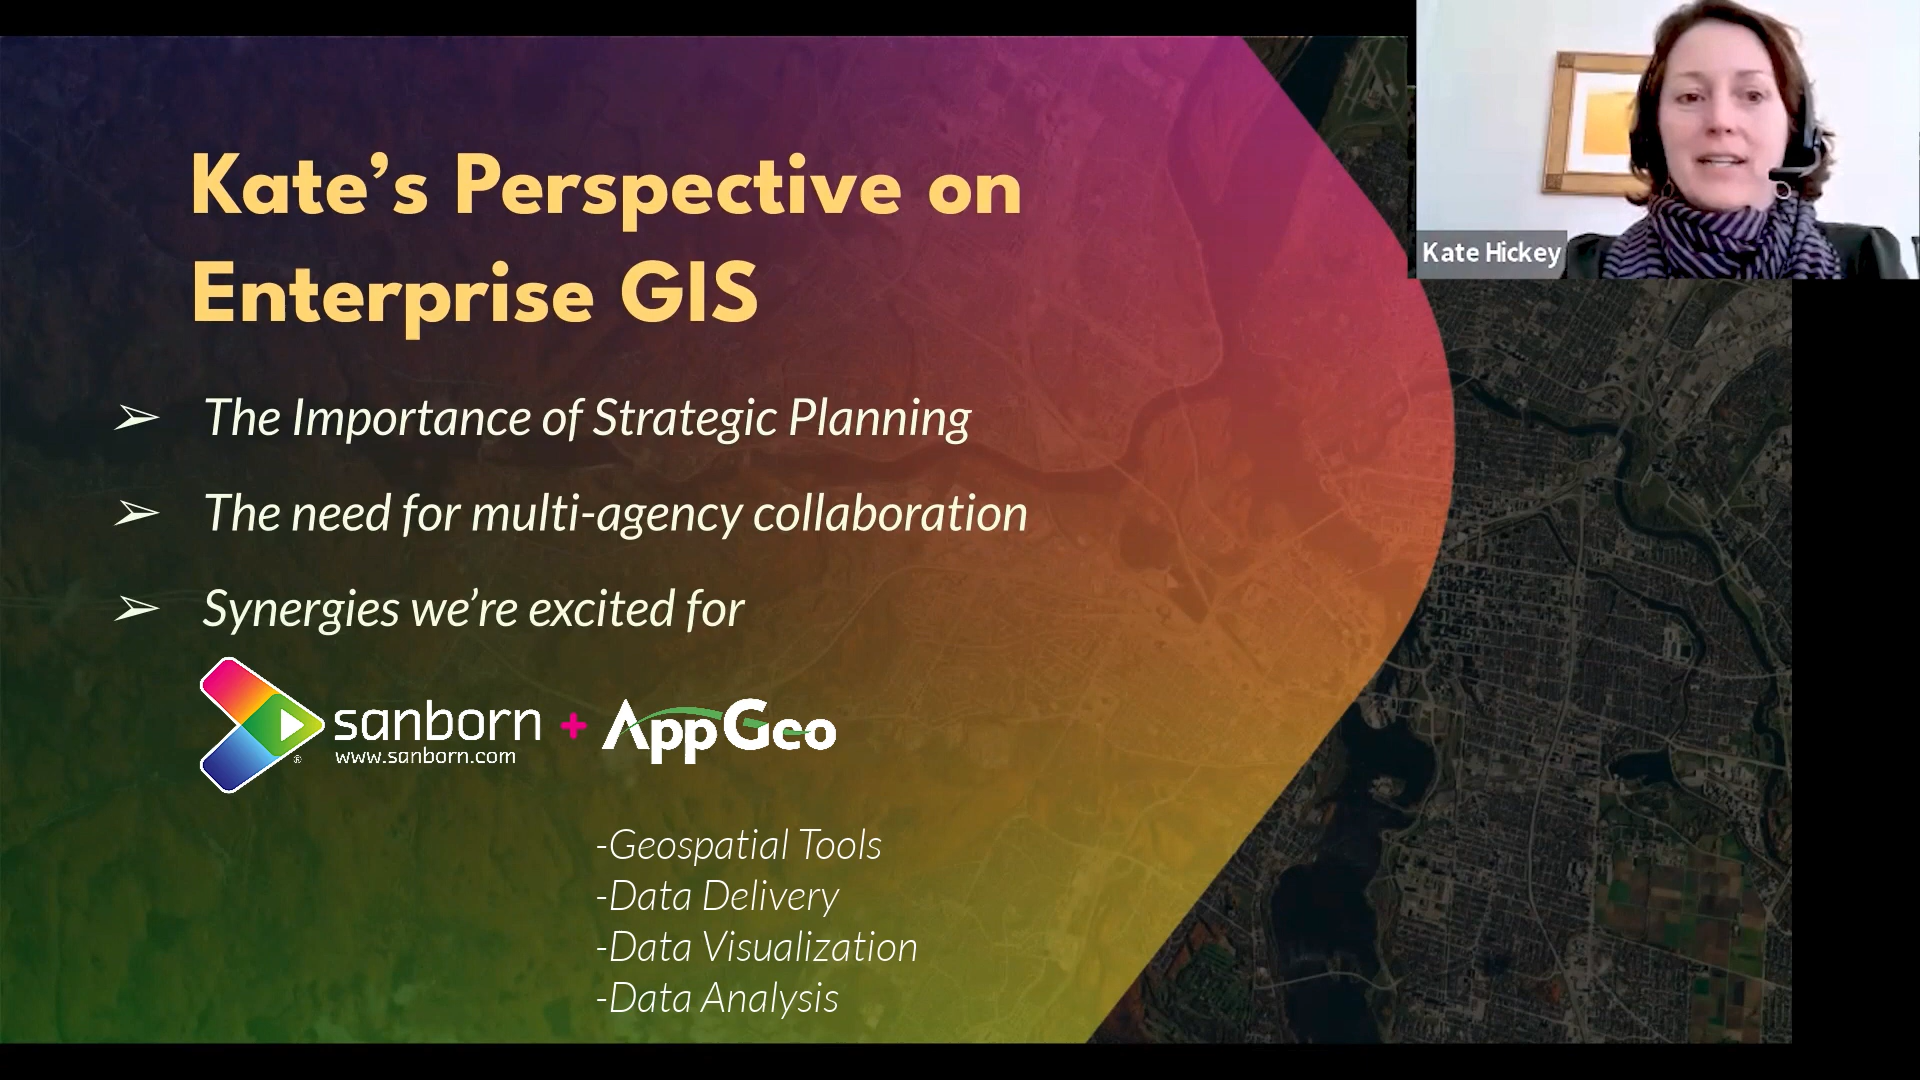 Kate’s Perspective on
Enterprise GIS
➢ The Importance of Strategic Planning
➢ The need for multi-agency collaboration
➢ Synergies we’re excited for
sanborn + AppGeo
www.sanborn.com
®
-Geospatial Tools
-Data Delivery
-Data Visualization
-Data Analysis
Kate Hickey